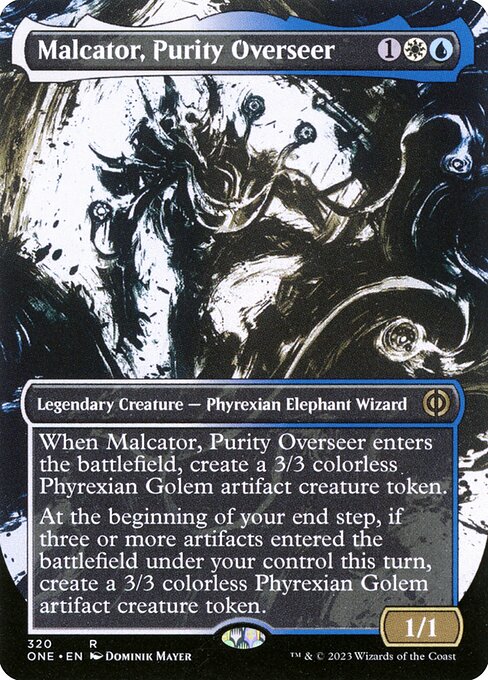 Malcator, Purity Overseer 1
Legendary Creature — Phyrexian Elephant Wizard
When Malcator, Purity Overseer enters
the battlefield, create a 3/3 colorless
Phyrexian Golem artifact creature token.
At the beginning of your end step, if
three or more artifacts entered the
battlefield under your control this turn,
create a 3/3 colorless Phyrexian Golem
artifact creature token.
1/1
320 R
ONE • EN Dominik Mayer ™ & © 2023 Wizards of the Coast